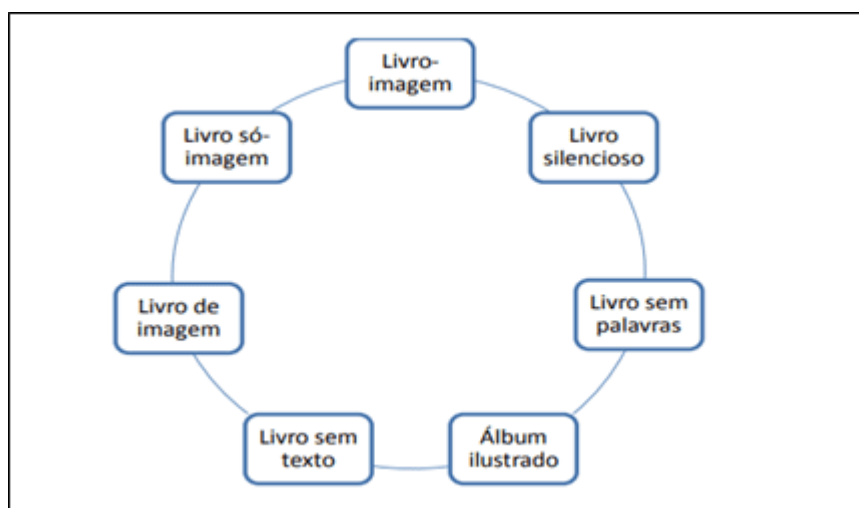 Livro-
imagem
Livro
silencioso
Livro sem
palavras
Álbum
ilustrado
Livro sem
texto
Livro de
imagem
Livro só-
imagem